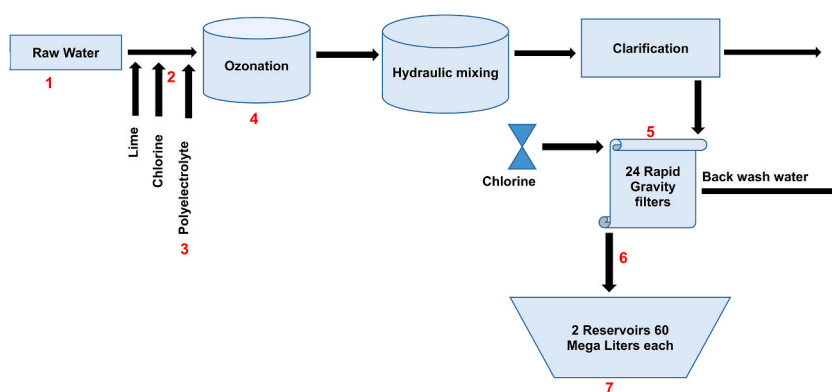 Raw Water
1
2
Lime
Chlorine
Polyelectrolyte
3
Ozonation
4
Hydraulic mixing
Clarification
5
Chlorine
24 Rapid
Gravity
filters
Back wash water
6
2 Reservoirs 60
Mega Liters each
7